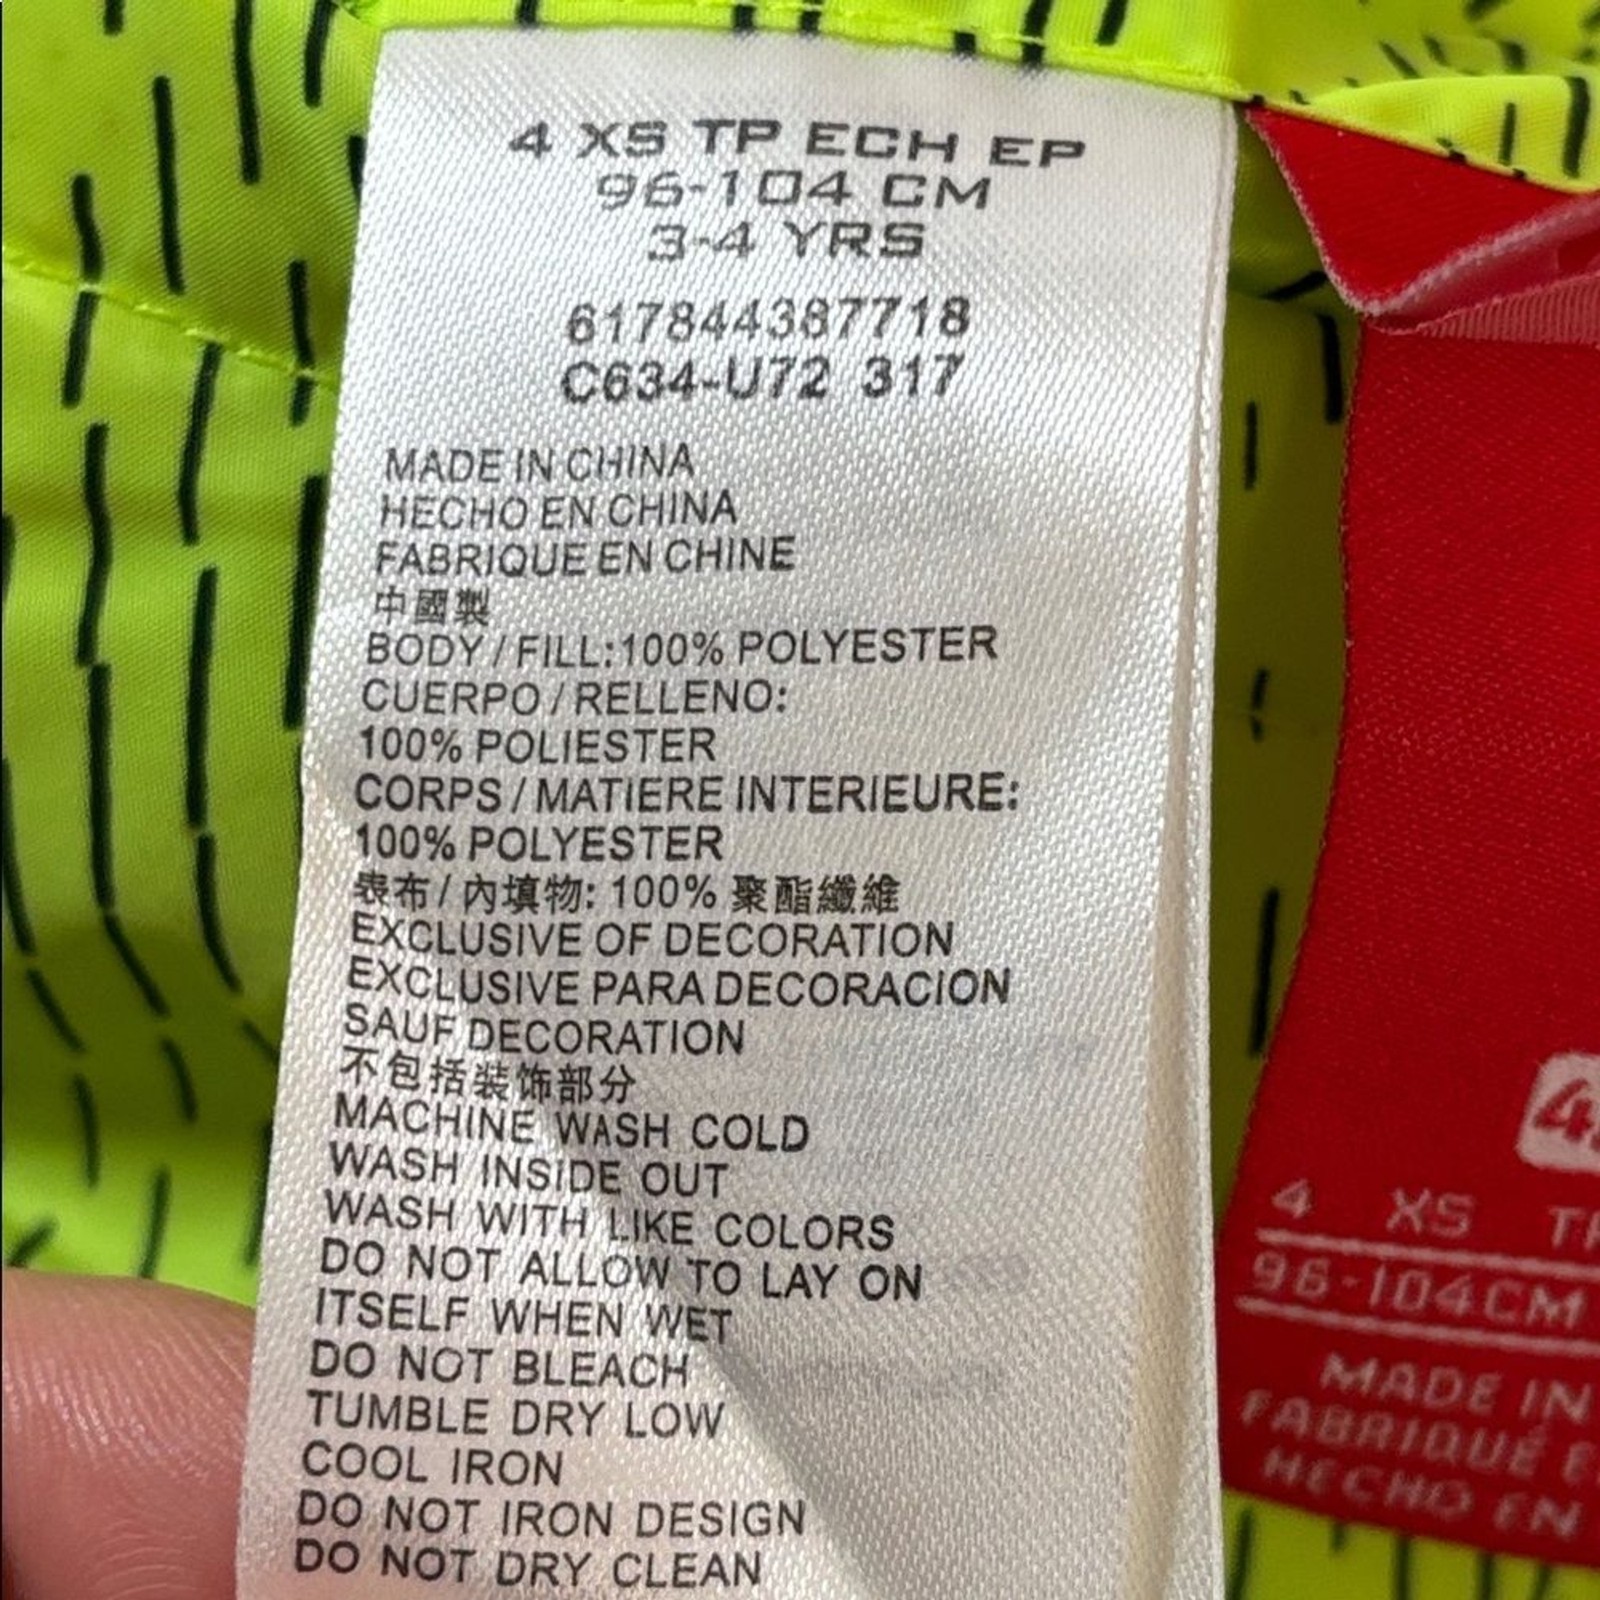 4 XS TP ECH EP
96-104 CM
3-4 YRS
617844387718
C634-U72 317
MADE IN CHINA
HECHO EN CHINA
FABRIQUE EN CHINE
中國製
BODY / FILL:100% POLYESTER
CUERPO / RELLENO:
100% POLIESTER
CORPS / MATIERE INTERIEURE:
100% POLYESTER
表布 / 內填物: 100% 聚酯纖維
EXCLUSIVE OF DECORATION
EXCLUSIVE PARA DECORACION
SAUF DECORATION
不包括装饰部分
MACHINE WASH COLD
WASH INSIDE OUT
WASH WITH LIKE COLORS
DO NOT ALLOW TO LAY ON
ITSELF WHEN WET
DO NOT BLEACH
TUMBLE DRY LOW
COOL IRON
DO NOT IRON DESIGN
DO NOT DRY CLEAN
4 XS
96-104CM
MADE IN
FABRIQUÉ
HECHO EN